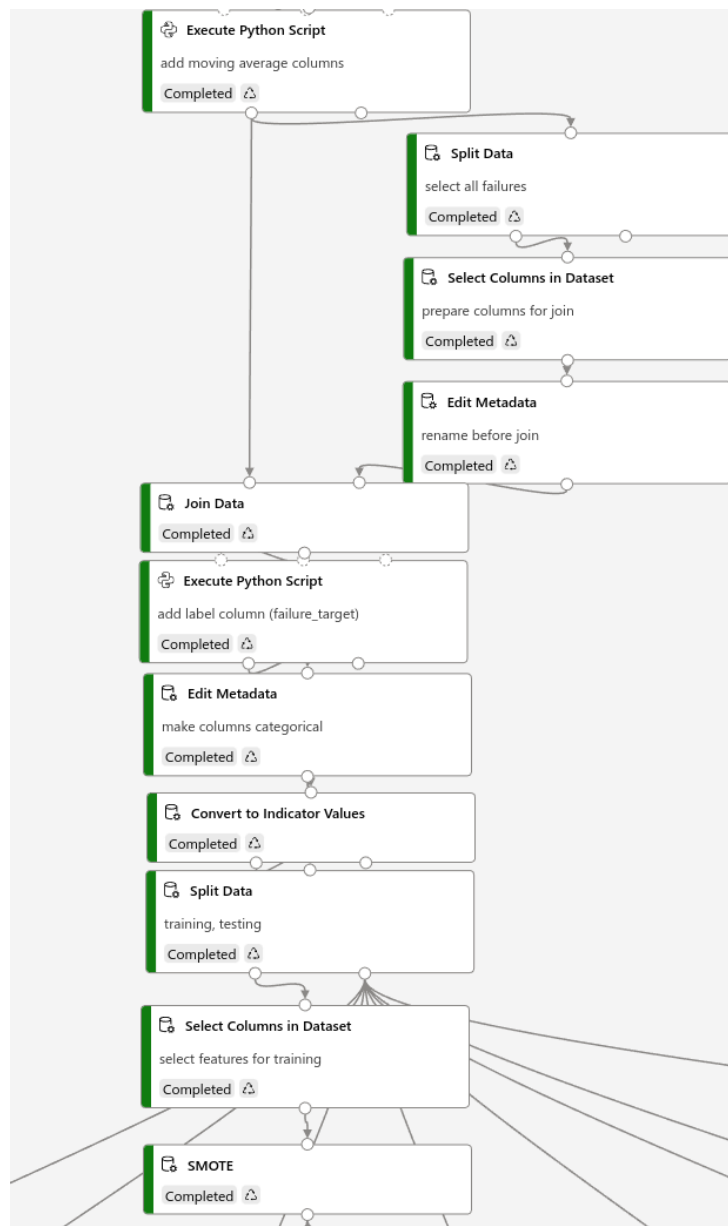 Execute Python Script
add moving average columns
Completed
Split Data
select all failures
Completed
Select Columns in Dataset
prepare columns for join
Completed
Edit Metadata
rename before join
Completed
Join Data
Completed
Execute Python Script
add label column (failure_target)
Completed
Edit Metadata
make columns categorical
Completed
Convert to Indicator Values
Completed
Split Data
training, testing
Completed
Select Columns in Dataset
select features for training
Completed
SMOTE
Completed